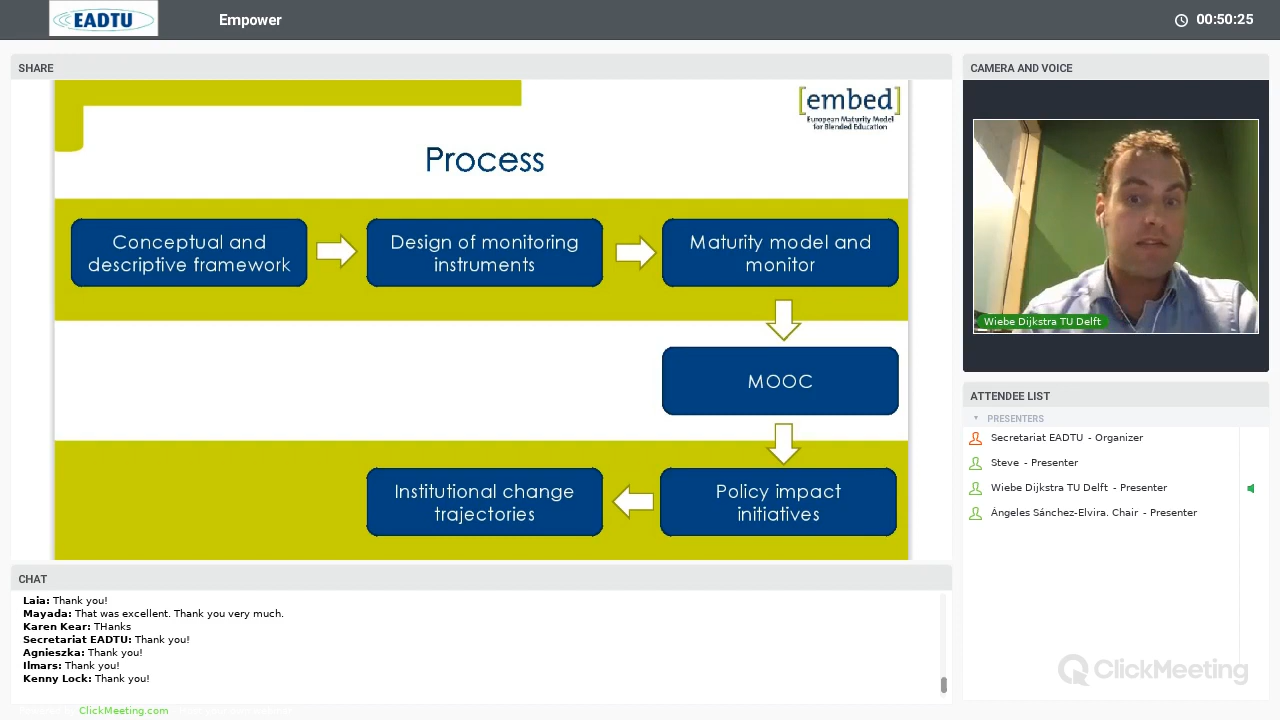 EADTU
Empower
00:50:25
SHARE
CAMERA AND VOICE
[embed]
European Maturity Model
for Blended Education
Process
Conceptual and
descriptive framework
Design of monitoring
instruments
Maturity model and
monitor
MOOC
Policy impact
initiatives
Institutional change
trajectories
Wiebe Dijkstra TU Delft
ATTENDEE LIST
PRESENTERS
Secretariat EADTU - Organizer
Steve - Presenter
Wiebe Dijkstra TU Delft - Presenter
Ángeles Sánchez-Elvira. Chair - Presenter
CHAT
Laia: Thank you!
Mayada: That was excellent. Thank you very much.
Karen Kear: THanks
Secretariat EADTU: Thank you!
Agnieszka: Thank you!
Ilmars: Thank you!
Kenny Lock: Thank you!
ClickMeeting
ClickMeeting.com